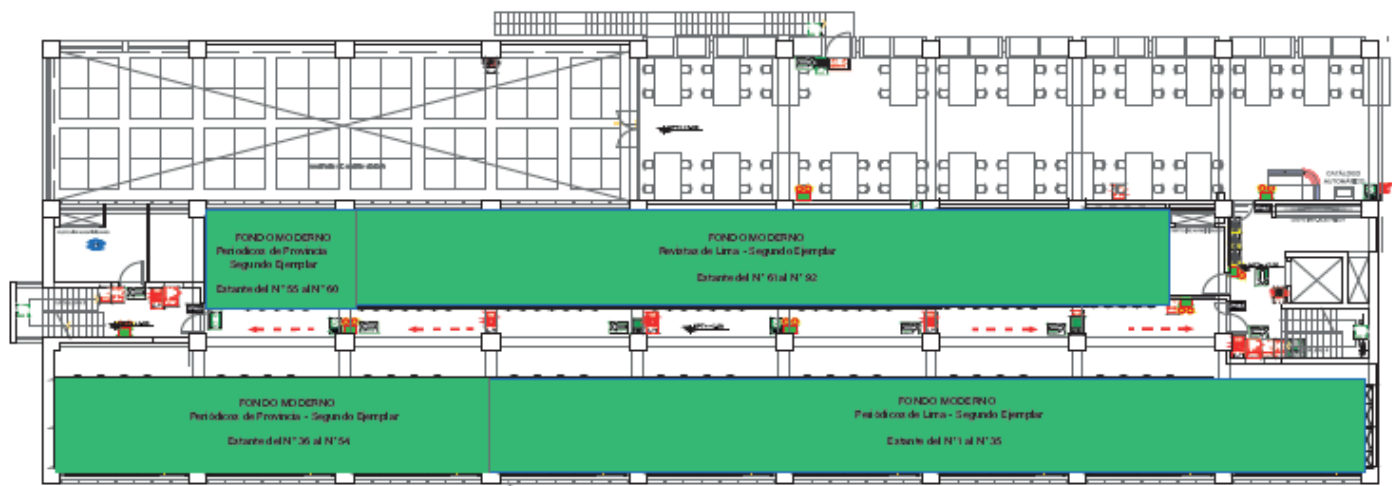 CATÁLOGO
AUTOMÁTICO
FONDO MODERNO
Periódicos de Provincia
Segundo Ejemplar
Estante del N° 55 al N° 60
FONDO MODERNO
Revistas de Lima - Segundo Ejemplar
Estante del N° 61 al N° 92
FONDO MODERNO
Periódicos de Provincia - Segundo Ejemplar
Estante del N° 36 al N° 54
FONDO MODERNO
Periódicos de Lima - Segundo Ejemplar
Estante del N° 1 al N° 35